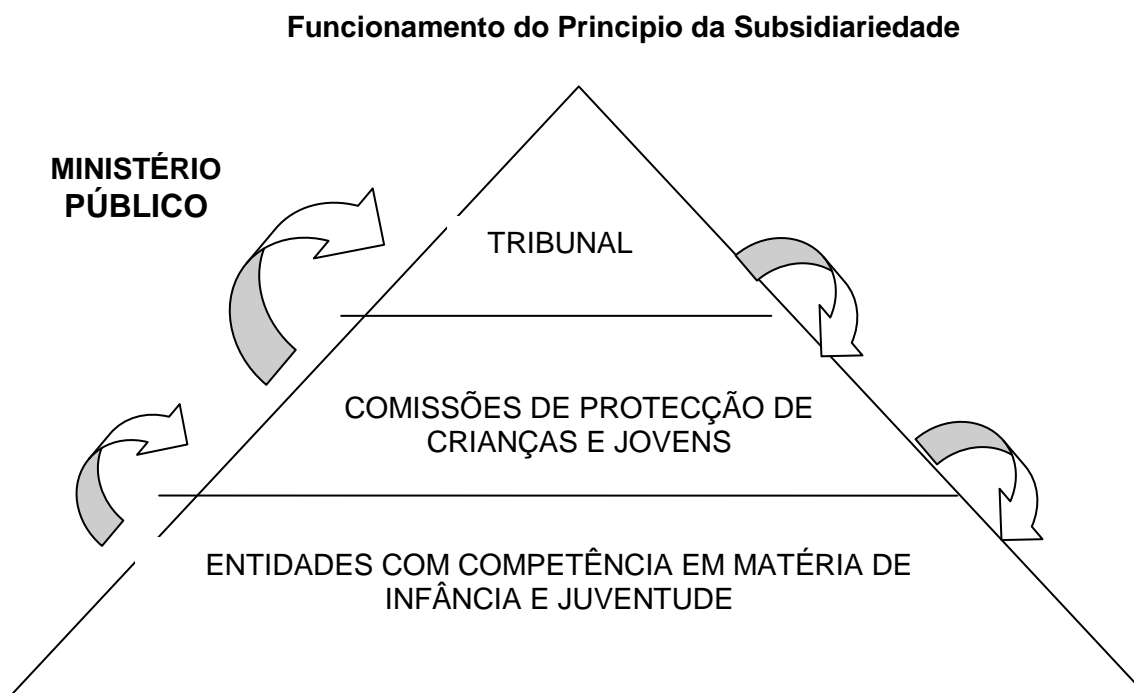 Funcionamento do Principio da Subsidiariedade
MINISTÉRIO
PÚBLICO
TRIBUNAL
COMISSÕES DE PROTECÇÃO DE
CRIANÇAS E JOVENS
ENTIDADES COM COMPETÊNCIA EM MATÉRIA DE
INFÂNCIA E JUVENTUDE